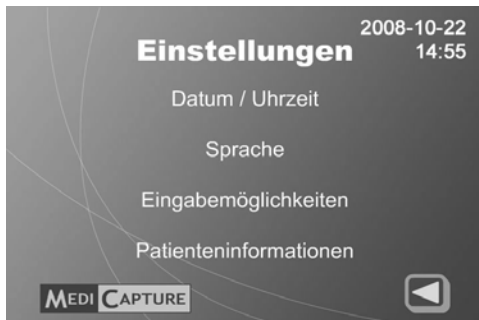 2008-10-22
Einstellungen 14:55
Datum / Uhrzeit
Sprache
Eingabemöglichkeiten
Patienteninformationen
MEDI CAPTURE